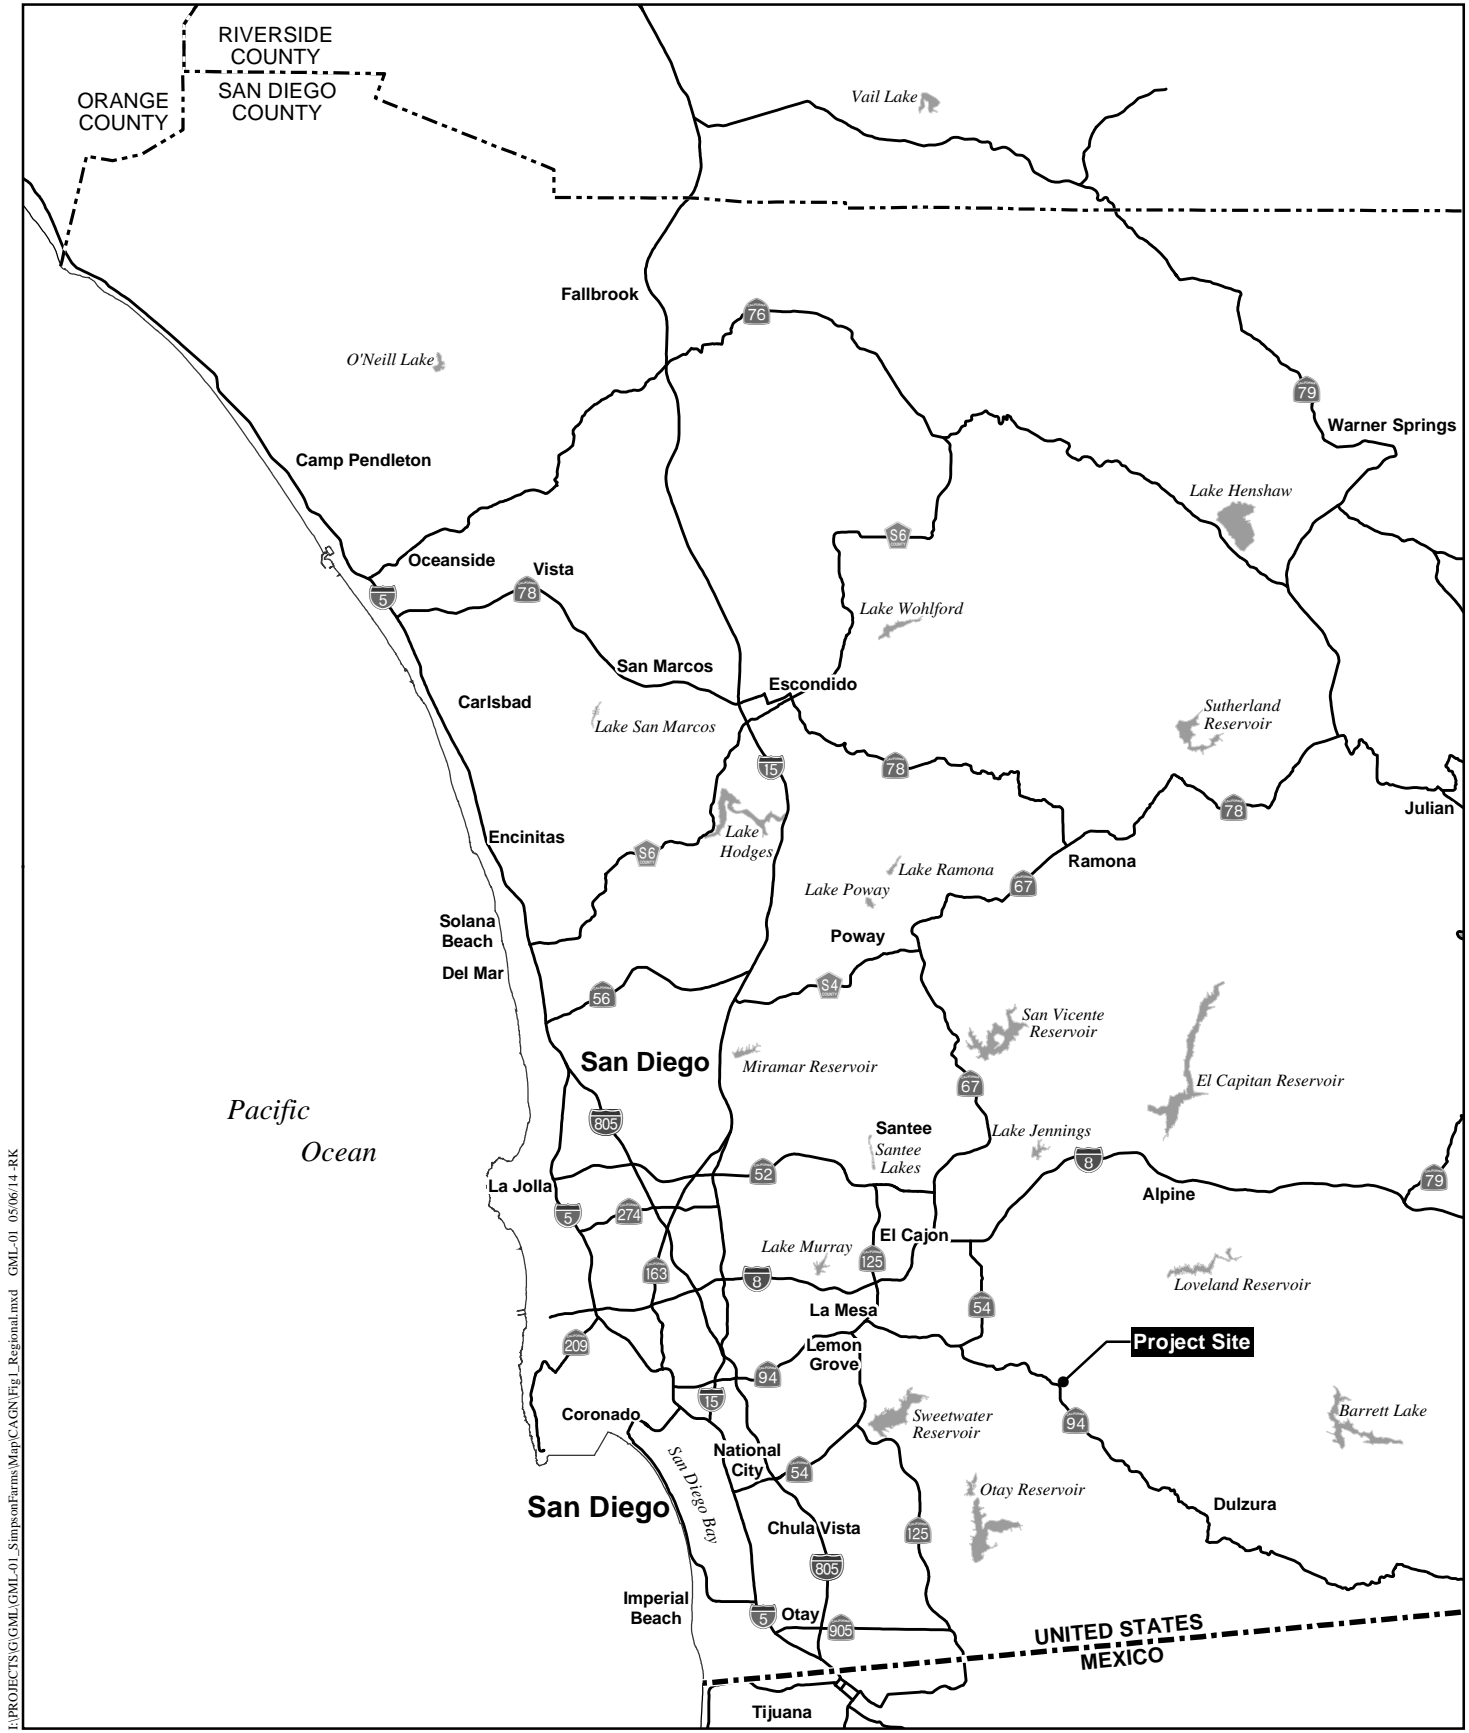 RIVERSIDE
COUNTY
SAN DIEGO
COUNTY
ORANGE
COUNTY
Vail Lake
Fallbrook
76
O'Neill Lake
79
Warner Springs
Camp Pendleton
Lake Henshaw
S6
COUNTY
Oceanside
Vista
5
78
Lake Wohlford
San Marcos
Escondido
Carlsbad
Lake San Marcos
Sutherland
Reservoir
15
78
78
Julian
Encinitas
Lake
Hodges
S6
COUNTY
Ramona
Lake Ramona
67
Lake Poway
Solana
Beach
Poway
Del Mar
56
S4
COUNTY
San Vicente
Reservoir
San Diego
Miramar Reservoir
67
El Capitan Reservoir
Pacific
Ocean
805
Santee
Santee
Lakes
Lake Jennings
8
52
79
La Jolla
Alpine
5
274
El Cajon
Lake Murray
125
163
8
Loveland Reservoir
La Mesa
54
209
Lemon
Grove
Project Site
94
15
Coronado
Sweetwater
Reservoir
94
Barrett Lake
National
City
54
San Diego Bay
Otay Reservoir
San Diego
Dulzura
Chula Vista
125
805
Imperial
Beach
5
Otay
905
UNITED STATES
MEXICO
Tijuana
I:\PROJECTS\G\GML\GML-01_SimpsonFarms\Map\CAGN\Fig1_Regional.mxd GML-01 05/06/14 -RK